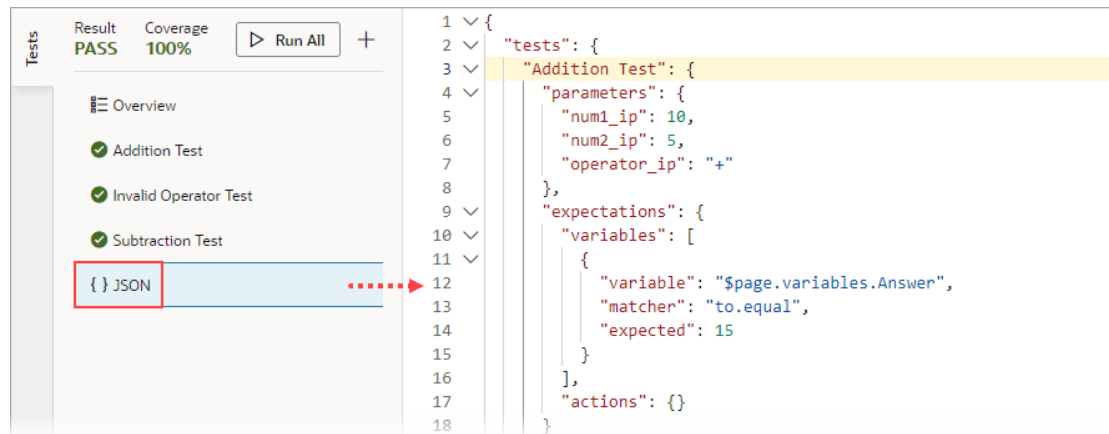 Tests
Result Coverage
PASS 100%
Run All
Overview
Addition Test
Invalid Operator Test
Subtraction Test
{ } JSON
1 {
2 "tests": {
3 "Addition Test": {
4 "parameters": {
5 "num1_ip": 10,
6 "num2_ip": 5,
7 "operator_ip": "+"
8 },
9 "expectations": {
10 "variables": [
11 {
12 "variable": "$page.variables.Answer",
13 "matcher": "to.equal",
14 "expected": 15
15 }
16 ],
17 "actions": {}
18 }